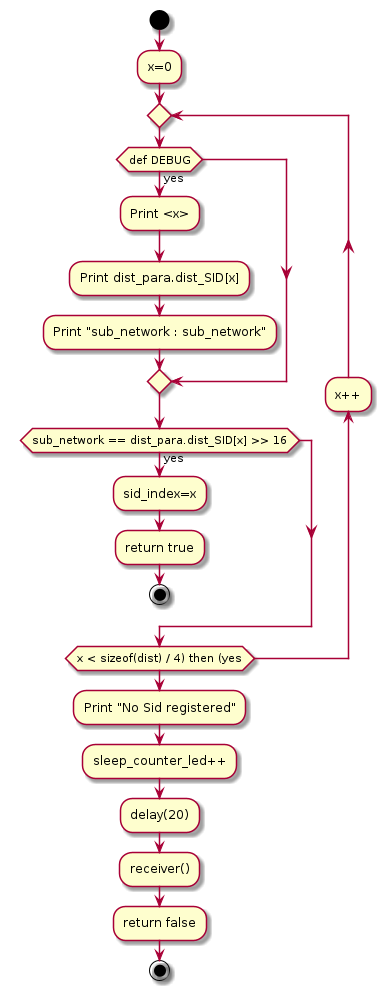 x=0
def DEBUG
yes
Print <x>
Print dist_para.dist_SID[x]
Print "sub_network : sub_network"
x++
sub_network == dist_para.dist_SID[x] >> 16
yes
sid_index=x
return true
x < sizeof(dist) / 4) then (yes
Print "No Sid registered"
sleep_counter_led++
delay(20)
receiver()
return false